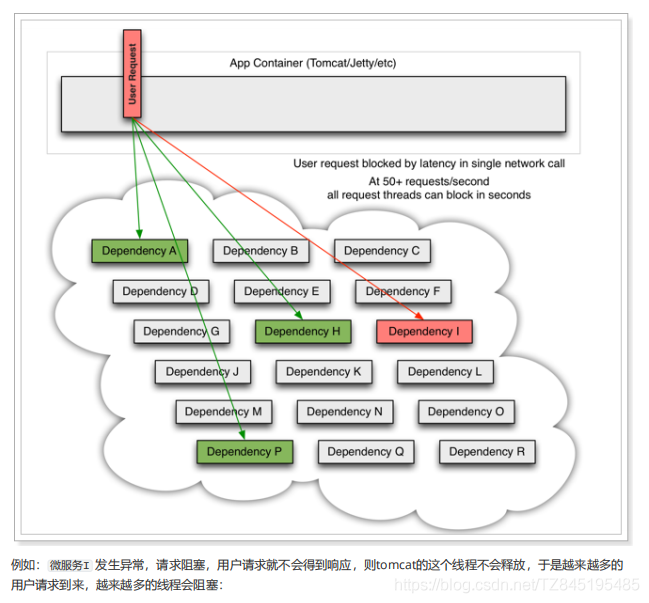 User Request
App Container (Tomcat/Jetty/etc)
User request blocked by latency in single network call
At 50+ requests/second
all request threads can block in seconds
Dependency A Dependency B Dependency C
Dependency D Dependency E Dependency F
Dependency G Dependency H Dependency I
Dependency J Dependency K Dependency L
Dependency M Dependency N Dependency O
Dependency P Dependency Q Dependency R
例如: 微服务I 发生异常，请求阻塞，用户请求就不会得到响应，则tomcat的这个线程不会释放，于是越来越多的
用户请求到来，越来越多的线程会阻塞：
https://blog.csdn.net/TZ845195485